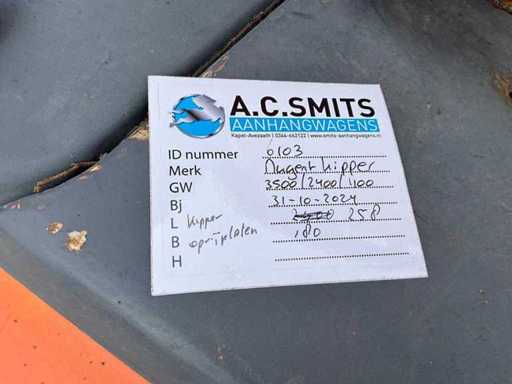 A.C.SMITS
AANHANGWAGENS
Kapel-Avezaath | 0344-662122 | www.smits-aanhangwagens.nl
ID nummer 0103
Merk Nugent kipper
GW 3500/2400/1100
Bj 31-10-2024
L kipper 258
B oprijplaten 180
H